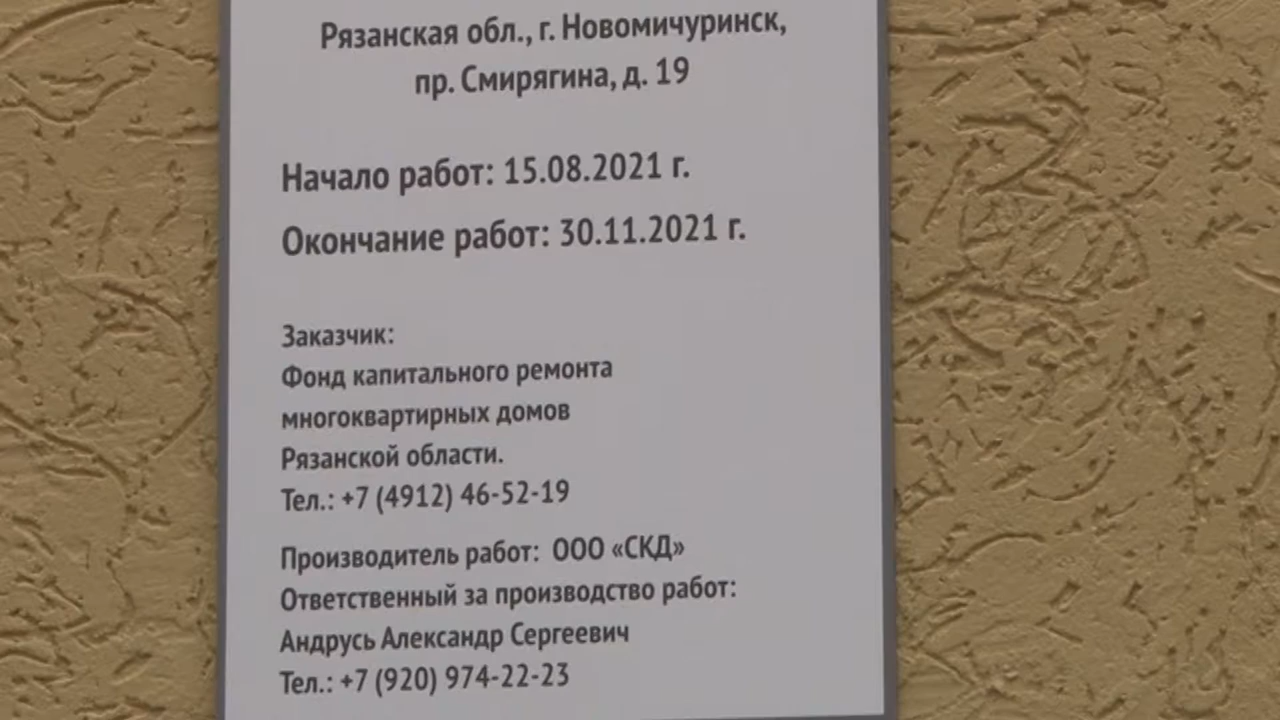 Рязанская обл., г. Новомичуринск,
пр. Смирягина, д. 19
Начало работ: 15.08.2021 г.
Окончание работ: 30.11.2021 г.
Заказчик:
Фонд капитального ремонта
многоквартирных домов
Рязанской области.
Тел.: +7 (4912) 46-52-19
Производитель работ: ООО «СКД»
Ответственный за производство работ:
Андрусь Александр Сергеевич
Тел.: +7 (920) 974-22-23